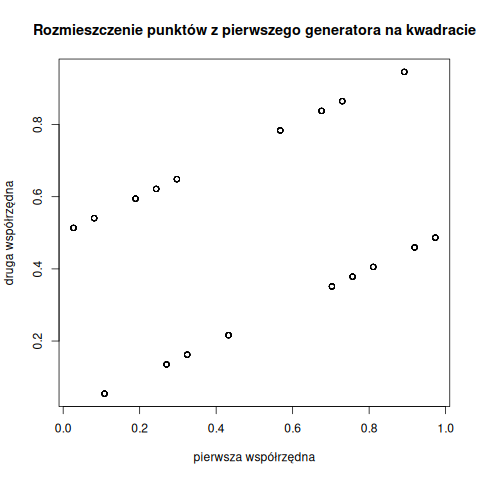 Rozmieszczenie punktów z pierwszego generatora na kwadracie
druga współrzędna
0.8
0.6
0.4
0.2
0.0 0.2 0.4 0.6 0.8 1.0
pierwsza współrzędna